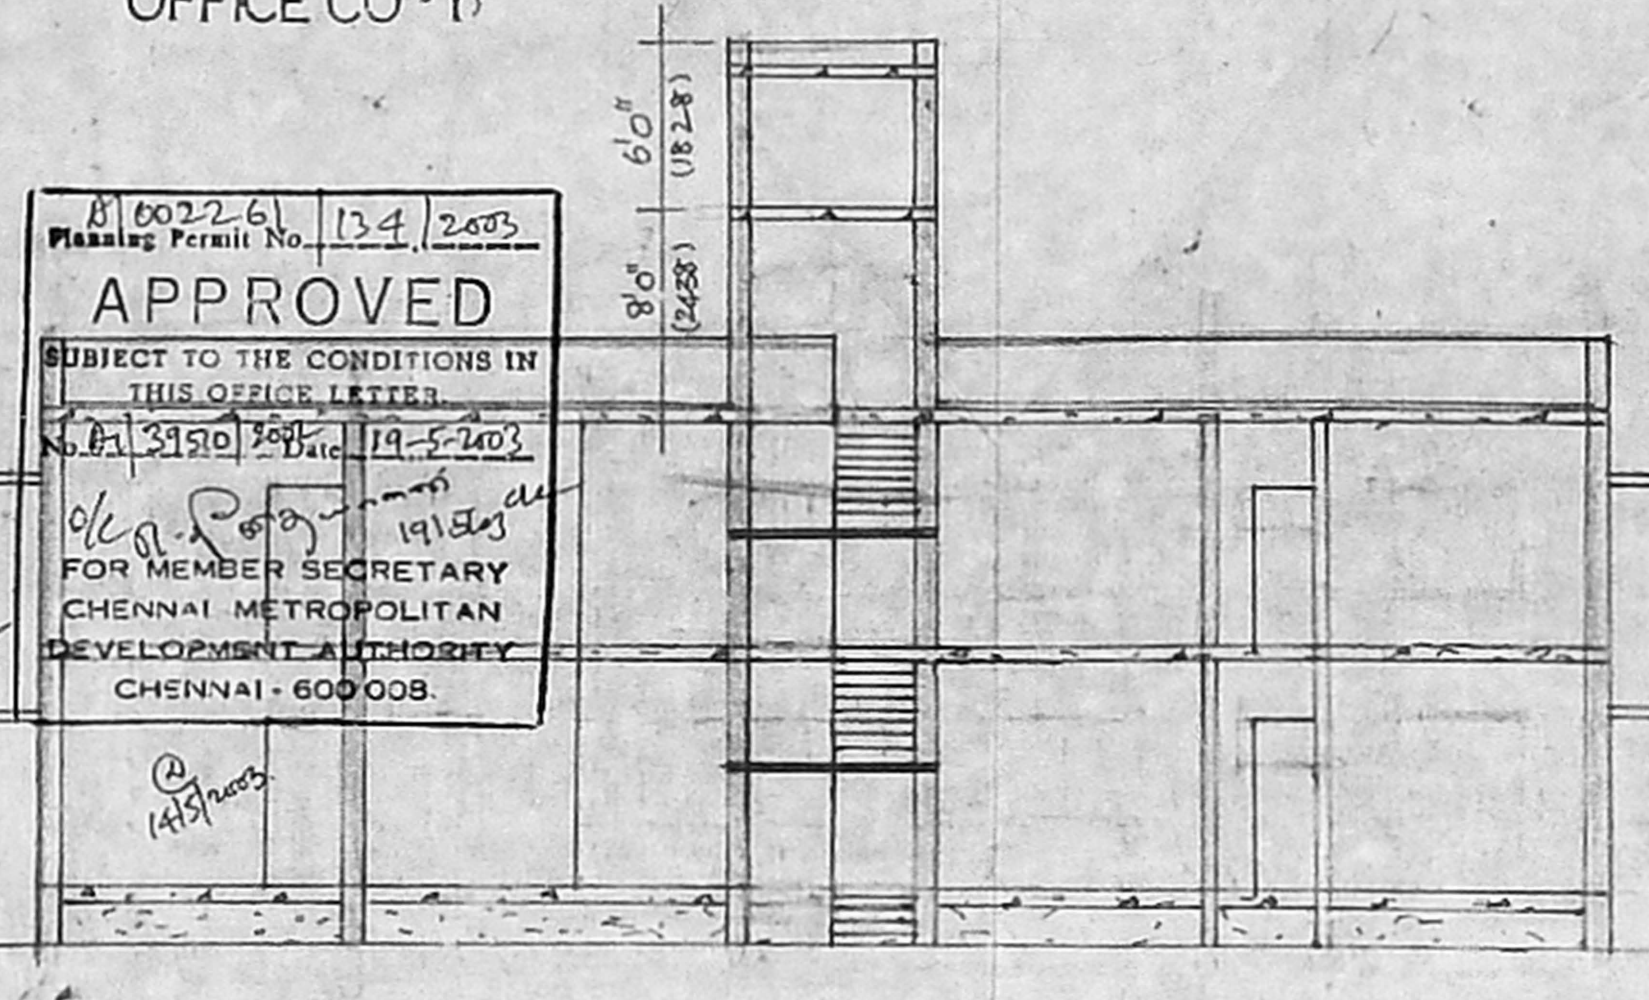 OFFICE CO
6'0"
(1828)
8'0"
(2438)
A/002261/134/2003
Planning Permit No.
APPROVED
SUBJECT TO THE CONDITIONS IN
THIS OFFICE LETTER.
No. 39510 Date 19-5-2003
O/C
19/5/03
FOR MEMBER SECRETARY
CHENNAI METROPOLITAN
DEVELOPMENT AUTHORITY
CHENNAI - 600 008.
14/5/2003